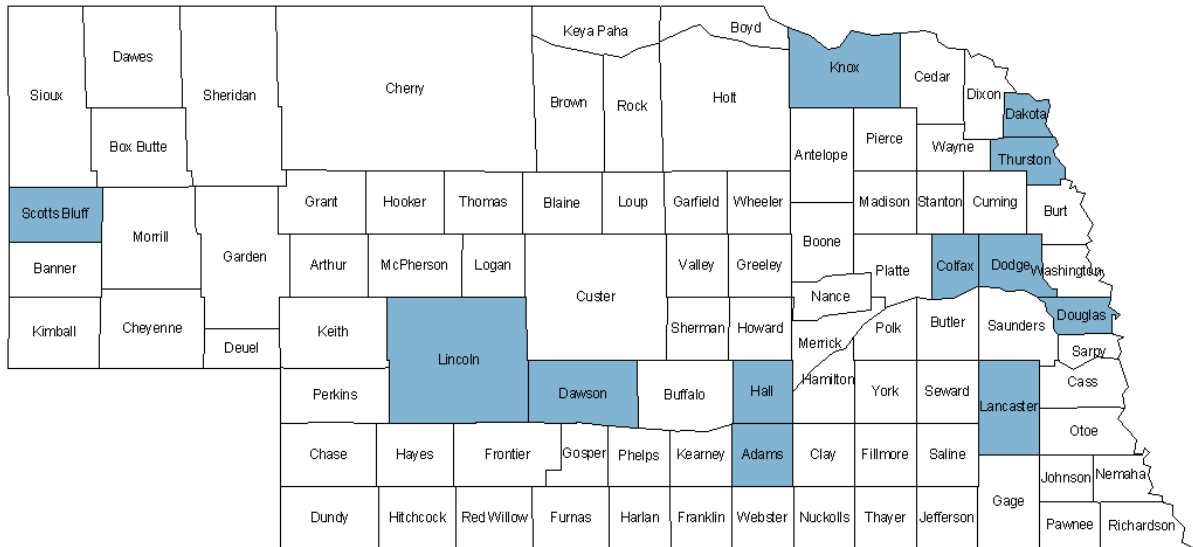 Keya Paha
Boyd
Dawes
Knox
Cedar
Sioux
Sheridan
Cherry
Brown
Rock
Holt
Dixon
Dakota
Box Butte
Antelope
Pierce
Wayne
Thurston
Scotts Bluff
Grant
Hooker
Thomas
Blaine
Loup
Garfield
Wheeler
Madison
Stanton
Cuming
Burt
Morrill
Garden
Banner
Arthur
McPherson
Logan
Valley
Greeley
Boone
Platte
Colfax
Dodge
Washington
Custer
Nance
Kimball
Cheyenne
Keith
Sherman
Howard
Merrick
Polk
Butler
Saunders
Douglas
Deuel
Lincoln
Sarpy
Perkins
Dawson
Buffalo
Hall
Hamilton
York
Seward
Lancaster
Cass
Otoe
Chase
Hayes
Frontier
Gosper
Phelps
Kearney
Adams
Clay
Fillmore
Saline
Johnson
Nemaha
Gage
Dundy
Hitchcock
Red Willow
Furnas
Harlan
Franklin
Webster
Nuckolls
Thayer
Jefferson
Pawnee
Richardson